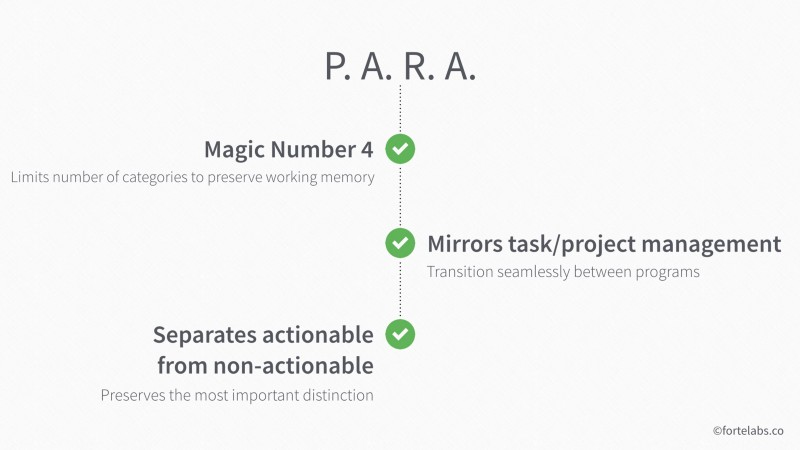 P. A. R. A.
Magic Number 4
Limits number of categories to preserve working memory
Mirrors task/project management
Transition seamlessly between programs
Separates actionable
from non-actionable
Preserves the most important distinction
©fortelabs.co